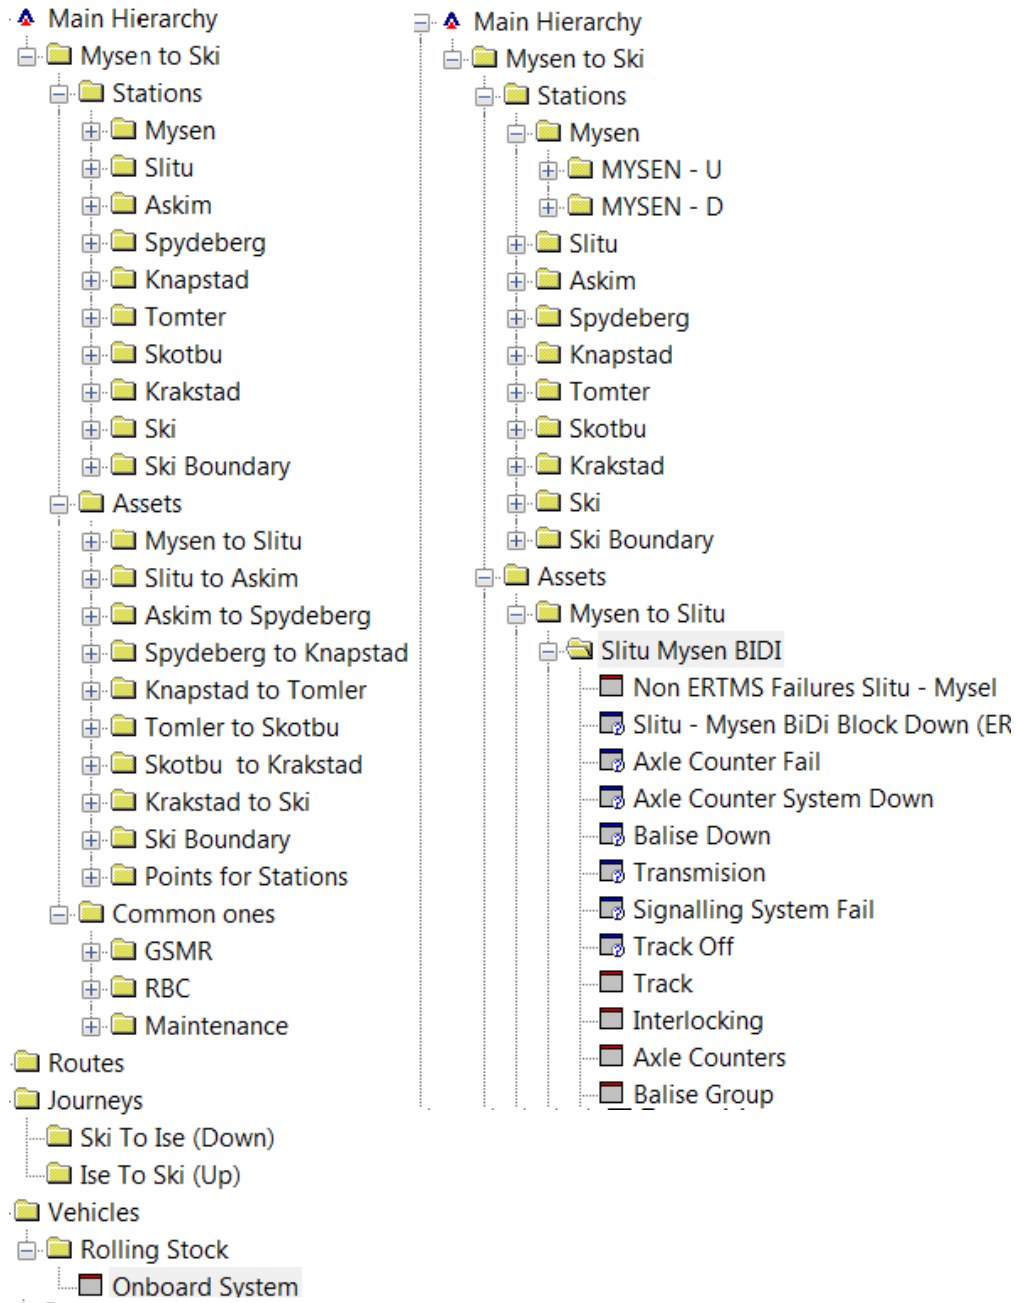 Main Hierarchy
Mysen to Ski
Stations
Mysen
Slitu
Askim
Spydeberg
Knapstad
Tomter
Skotbu
Krakstad
Ski
Ski Boundary
Assets
Mysen to Slitu
Slitu to Askim
Askim to Spydeberg
Spydeberg to Knapstad
Knapstad to Tomler
Tomler to Skotbu
Skotbu to Krakstad
Krakstad to Ski
Ski Boundary
Points for Stations
Common ones
GSMR
RBC
Maintenance
Routes
Journeys
Ski To Ise (Down)
Ise To Ski (Up)
Vehicles
Rolling Stock
Onboard System
Main Hierarchy
Mysen to Ski
Stations
Mysen
MYSEN - U
MYSEN - D
Slitu
Askim
Spydeberg
Knapstad
Tomter
Skotbu
Krakstad
Ski
Ski Boundary
Assets
Mysen to Slitu
Slitu Mysen BIDI
Non ERTMS Failures Slitu - Mysel
Slitu - Mysen BiDi Block Down (ER
Axle Counter Fail
Axle Counter System Down
Balise Down
Transmision
Signalling System Fail
Track Off
Track
Interlocking
Axle Counters
Balise Group